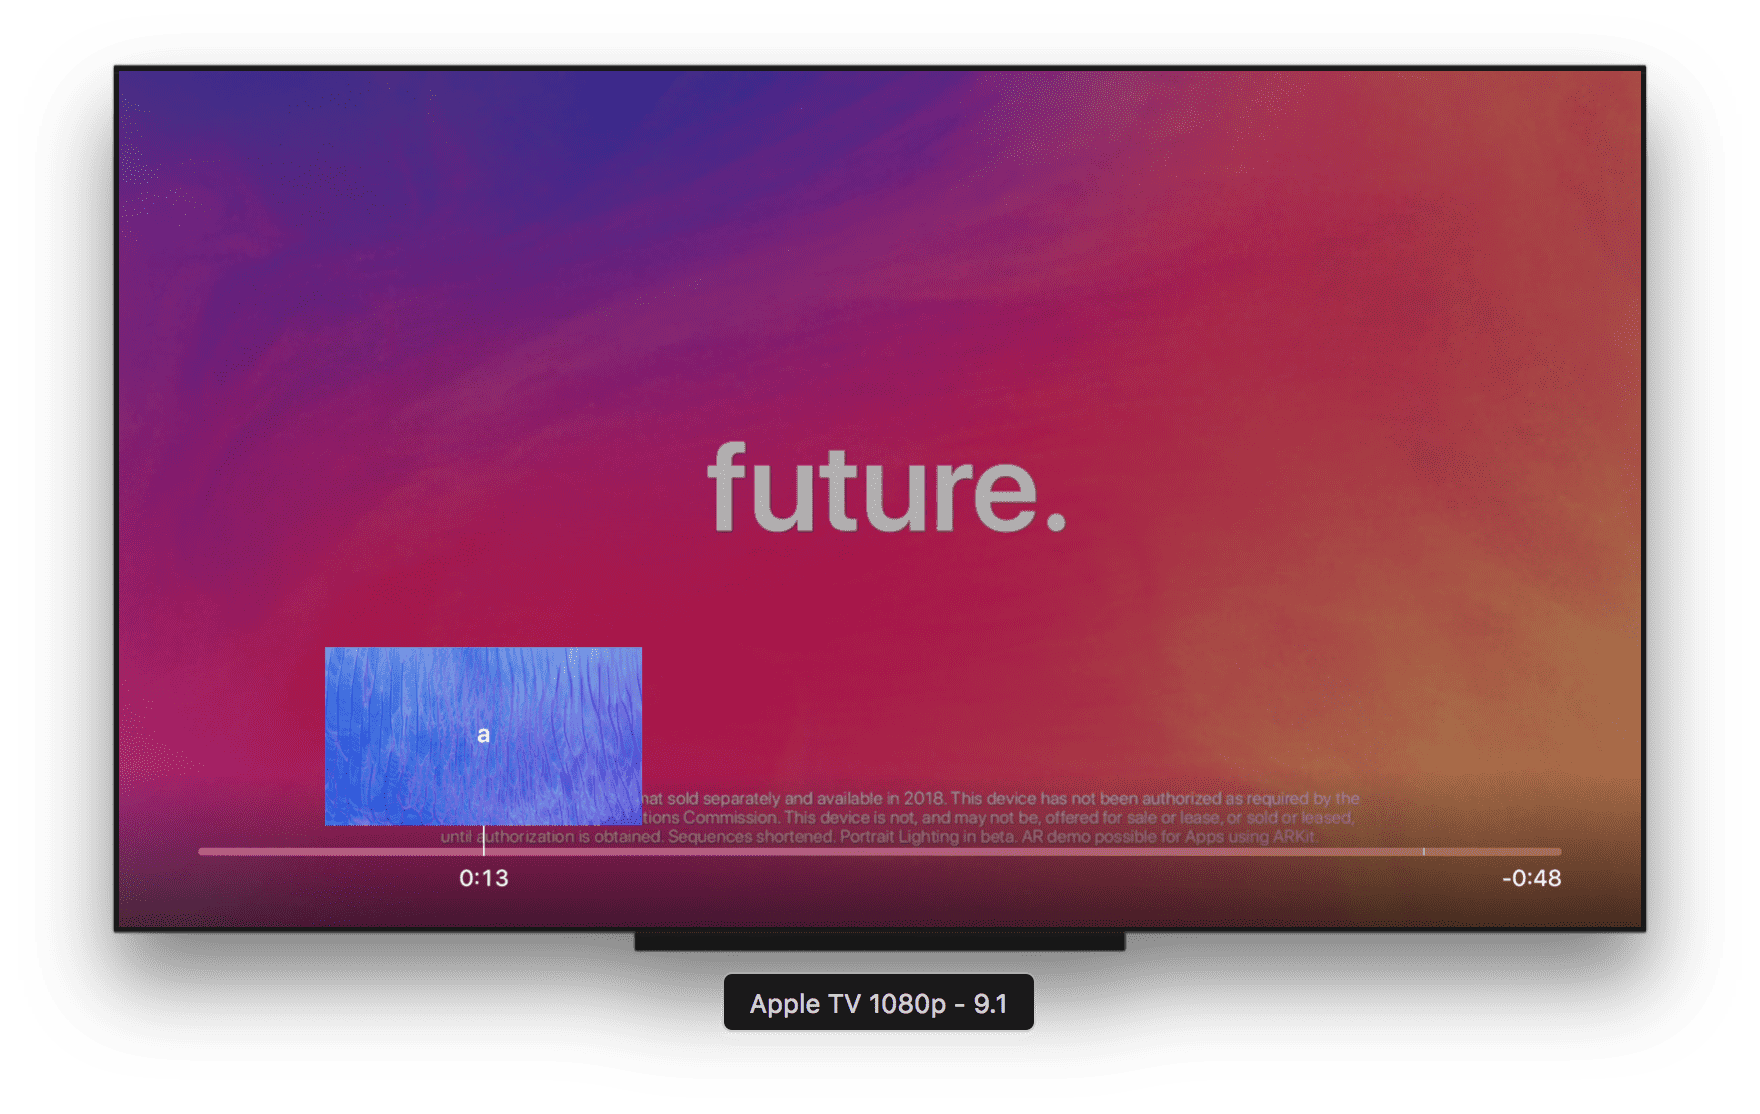 future.
a
hat sold separately and available in 2018. This device has not been authorized as required by the
tions Commission. This device is not, and may not be, offered for sale or lease, or sold or leased,
until authorization is obtained. Sequences shortened. Portrait Lighting in beta. AR demo possible for Apps using ARKit.
0:13
-0:48
Apple TV 1080p - 9.1